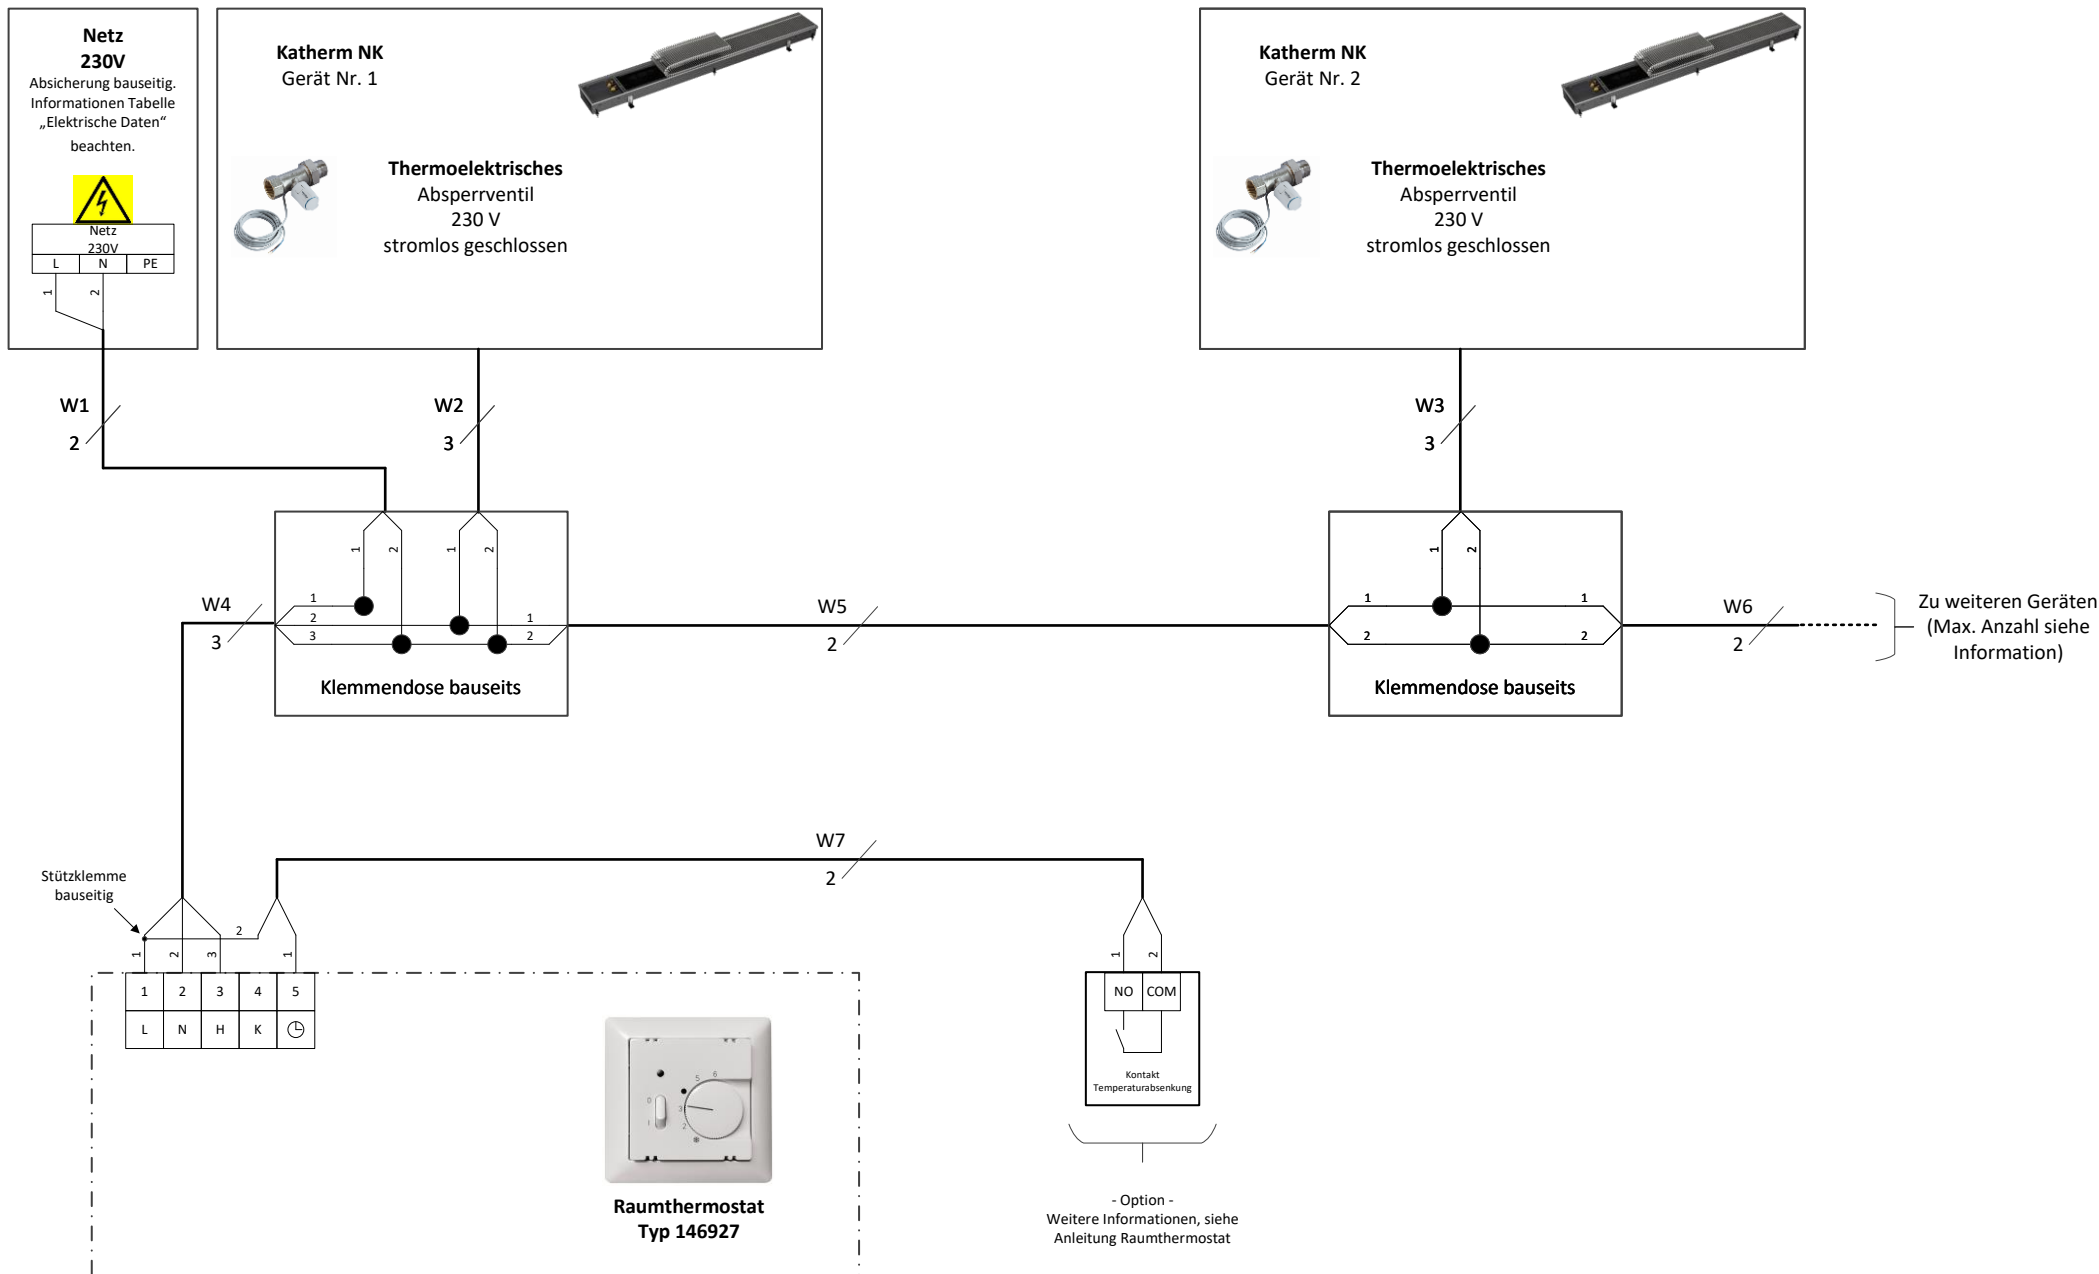 Netz
230V
Absicherung bauseitig.
Informationen Tabelle
„Elektrische Daten“
beachten.
Netz
230V
L N PE
1 2
Katherm NK
Gerät Nr. 1
Thermoelektrisches
Absperrventil
230 V
stromlos geschlossen
Katherm NK
Gerät Nr. 2
Thermoelektrisches
Absperrventil
230 V
stromlos geschlossen
W1
2
W2
3
W3
3
1 2 1 2
1
2 1
3 2
Klemmendose bauseits
W4
3
W5
2
1 2
1 1
2 2
Klemmendose bauseits
W6
2
Zu weiteren Geräten
(Max. Anzahl siehe
Information)
W7
2
Stützklemme
bauseitig
2
1 2 3 1
1 2 3 4 5
L N H K
1 2
NO COM
Kontakt
Temperaturabsenkung
5 6
0
3
I 2
Raumthermostat
Typ 146927
- Option -
Weitere Informationen, siehe
Anleitung Raumthermostat